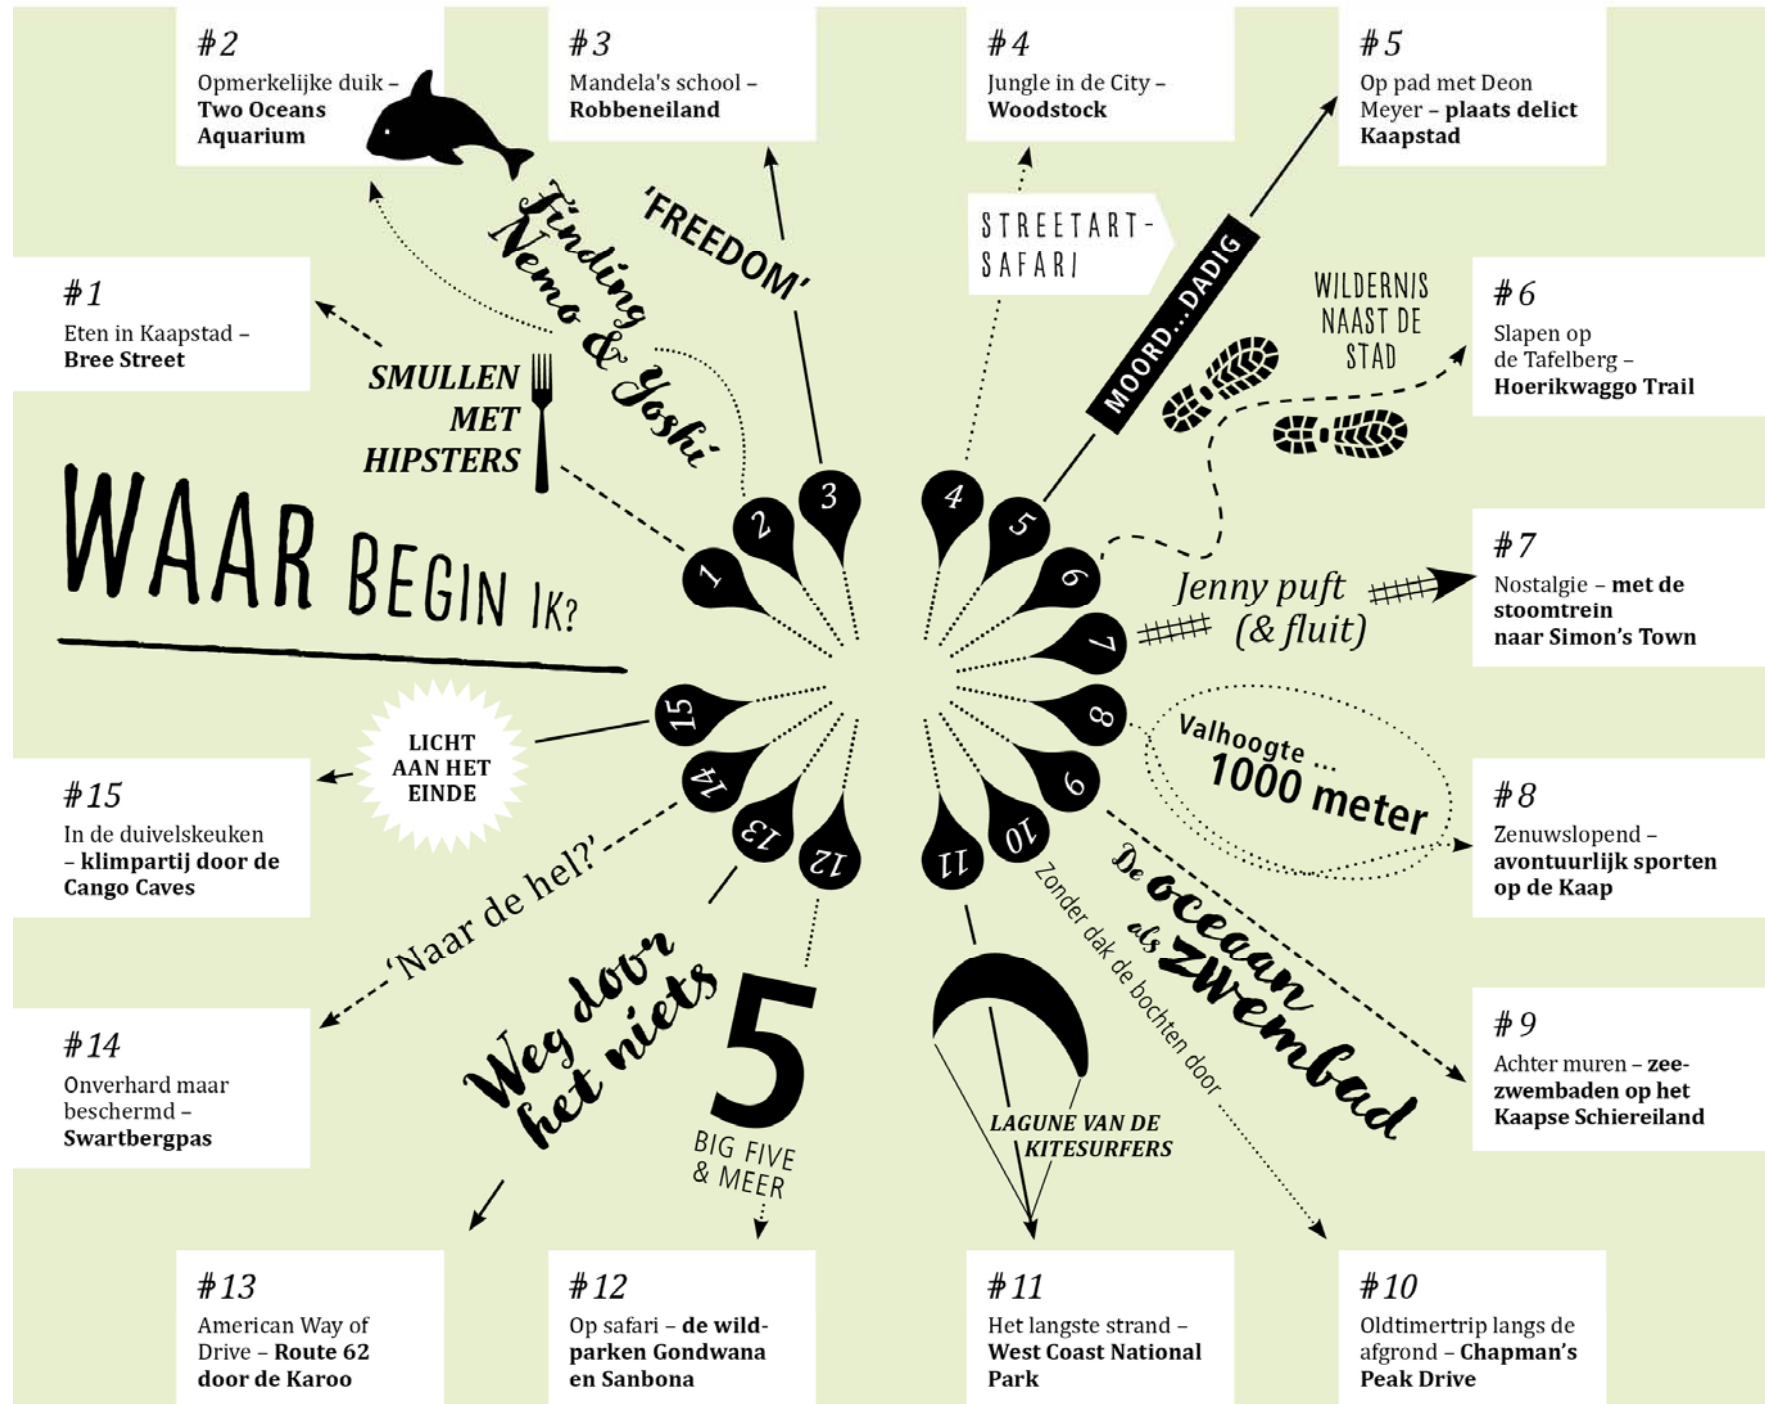 WAAR BEGIN IK?
#1
Eten in Kaapstad –
Bree Street
SMULLEN
MET
HIPSTERS
#2
Opmerkelijke duik –
Two Oceans
Aquarium
Finding
Nemo
& Yoshi
#3
Mandela's school –
Robbeneiland
'FREEDOM'
#4
Jungle in de City –
Woodstock
STREETART-
SAFARI
#5
Op pad met Deon
Meyer – plaats delict
Kaapstad
MOORD...DADIG
#6
Slapen op
de Tafelberg –
Hoerikwaggo Trail
WILDERNIS
NAAST DE
STAD
#7
Nostalgie – met de
stoomtrein
naar Simon's Town
Jenny puft
(& fluit)
#8
Zenuwslopend –
avontuurlijk sporten
op de Kaap
Valhoogte ...
1000 meter
#9
Achter muren – zee-
zwembaden op het
Kaapse Schiereiland
De oceaan
als
zwembad
#10
Oldtimertrip langs de
afgrond – Chapman's
Peak Drive
Zonder dak de bochten door
#11
Het langste strand –
West Coast National
Park
LAGUNE VAN DE
KITESURFERS
#12
Op safari – de wild-
parken Gondwana
en Sanbona
5
BIG FIVE
& MEER
#13
American Way of
Drive – Route 62
door de Karoo
Weg door
het niets
#14
Onverhard maar
beschermd –
Swartbergpas
'Naar de hel?'
#15
In de duivelskeuken
– klimpartij door de
Cango Caves
LICHT
AAN HET
EINDE
1
2
3
4
5
6
7
8
9
10
11
12
13
14
15